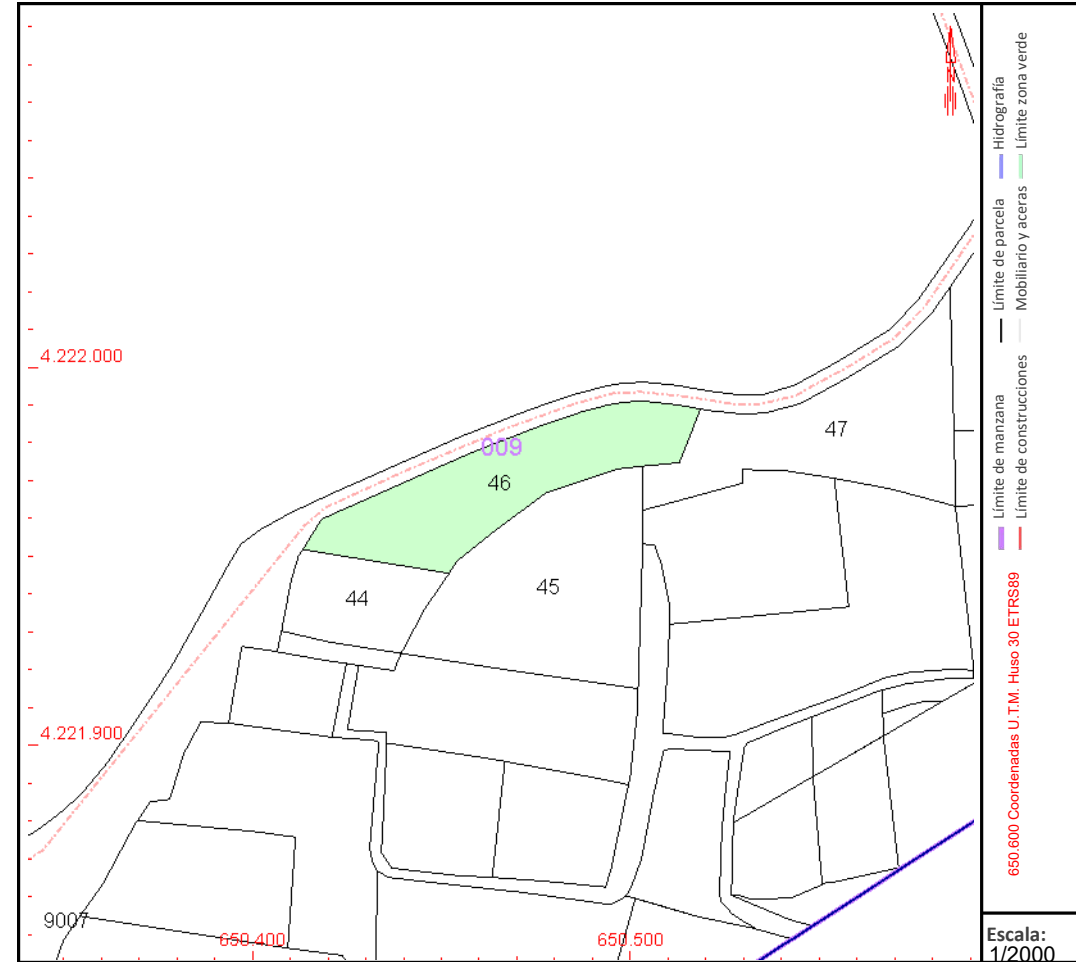 4.222.000
009
46
47
45
44
4.221.900
9007
650.400
650.500
Hidrografía
Límite zona verde
Límite de parcela
Mobiliario y aceras
Límite de manzana
Límite de construcciones
650.600 Coordenadas U.T.M. Huso 30 ETRS89
Escala:
1/2000